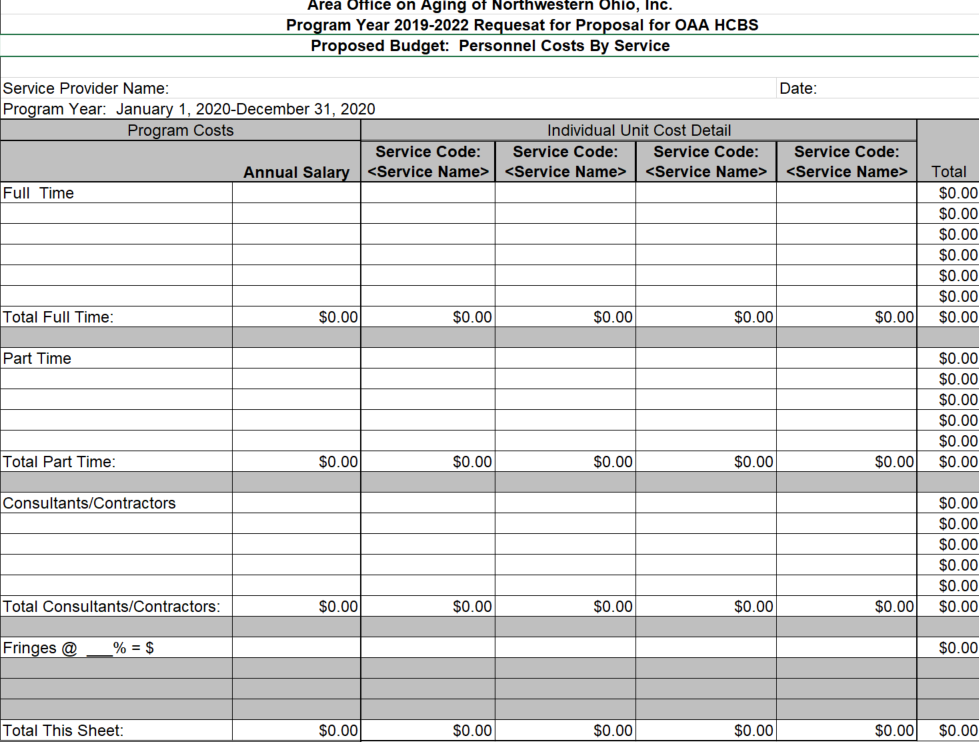 Area Office on Aging of Northwestern Ohio, Inc.
Program Year 2019-2022 Requesat for Proposal for OAA HCBS
Proposed Budget: Personnel Costs By Service
Service Provider Name: Date:
Program Year: January 1, 2020-December 31, 2020
Program Costs Individual Unit Cost Detail
Service Code: Service Code: Service Code: Service Code:
Annual Salary <Service Name> <Service Name> <Service Name> <Service Name> Total
Full Time $0.00
$0.00
$0.00
$0.00
$0.00
$0.00
Total Full Time: $0.00 $0.00 $0.00 $0.00 $0.00 $0.00
Part Time $0.00
$0.00
$0.00
$0.00
$0.00
Total Part Time: $0.00 $0.00 $0.00 $0.00 $0.00 $0.00
Consultants/Contractors $0.00
$0.00
$0.00
$0.00
$0.00
Total Consultants/Contractors: $0.00 $0.00 $0.00 $0.00 $0.00 $0.00
Fringes @ ___% = $ $0.00
Total This Sheet: $0.00 $0.00 $0.00 $0.00 $0.00 $0.00